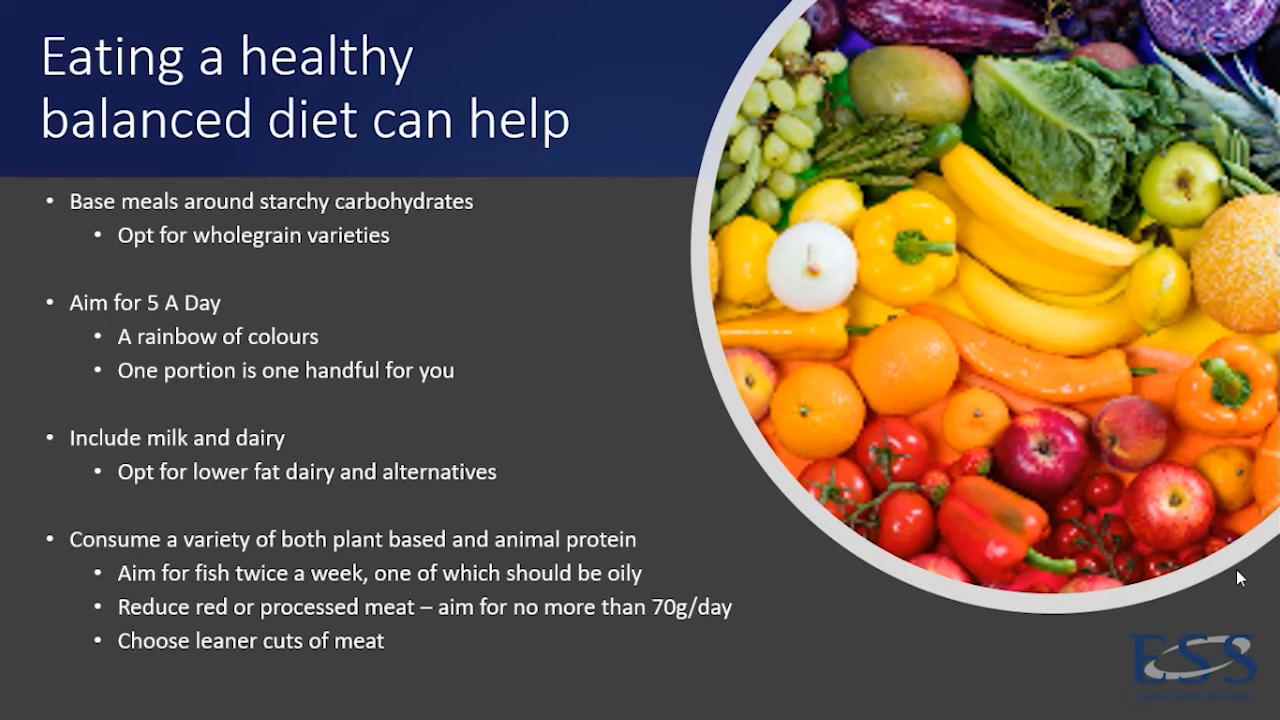 Eating a healthy
balanced diet can help
• Base meals around starchy carbohydrates
• Opt for wholegrain varieties
• Aim for 5 A Day
• A rainbow of colours
• One portion is one handful for you
• Include milk and dairy
• Opt for lower fat dairy and alternatives
• Consume a variety of both plant based and animal protein
• Aim for fish twice a week, one of which should be oily
• Reduce red or processed meat – aim for no more than 70g/day
• Choose leaner cuts of meat
ESS